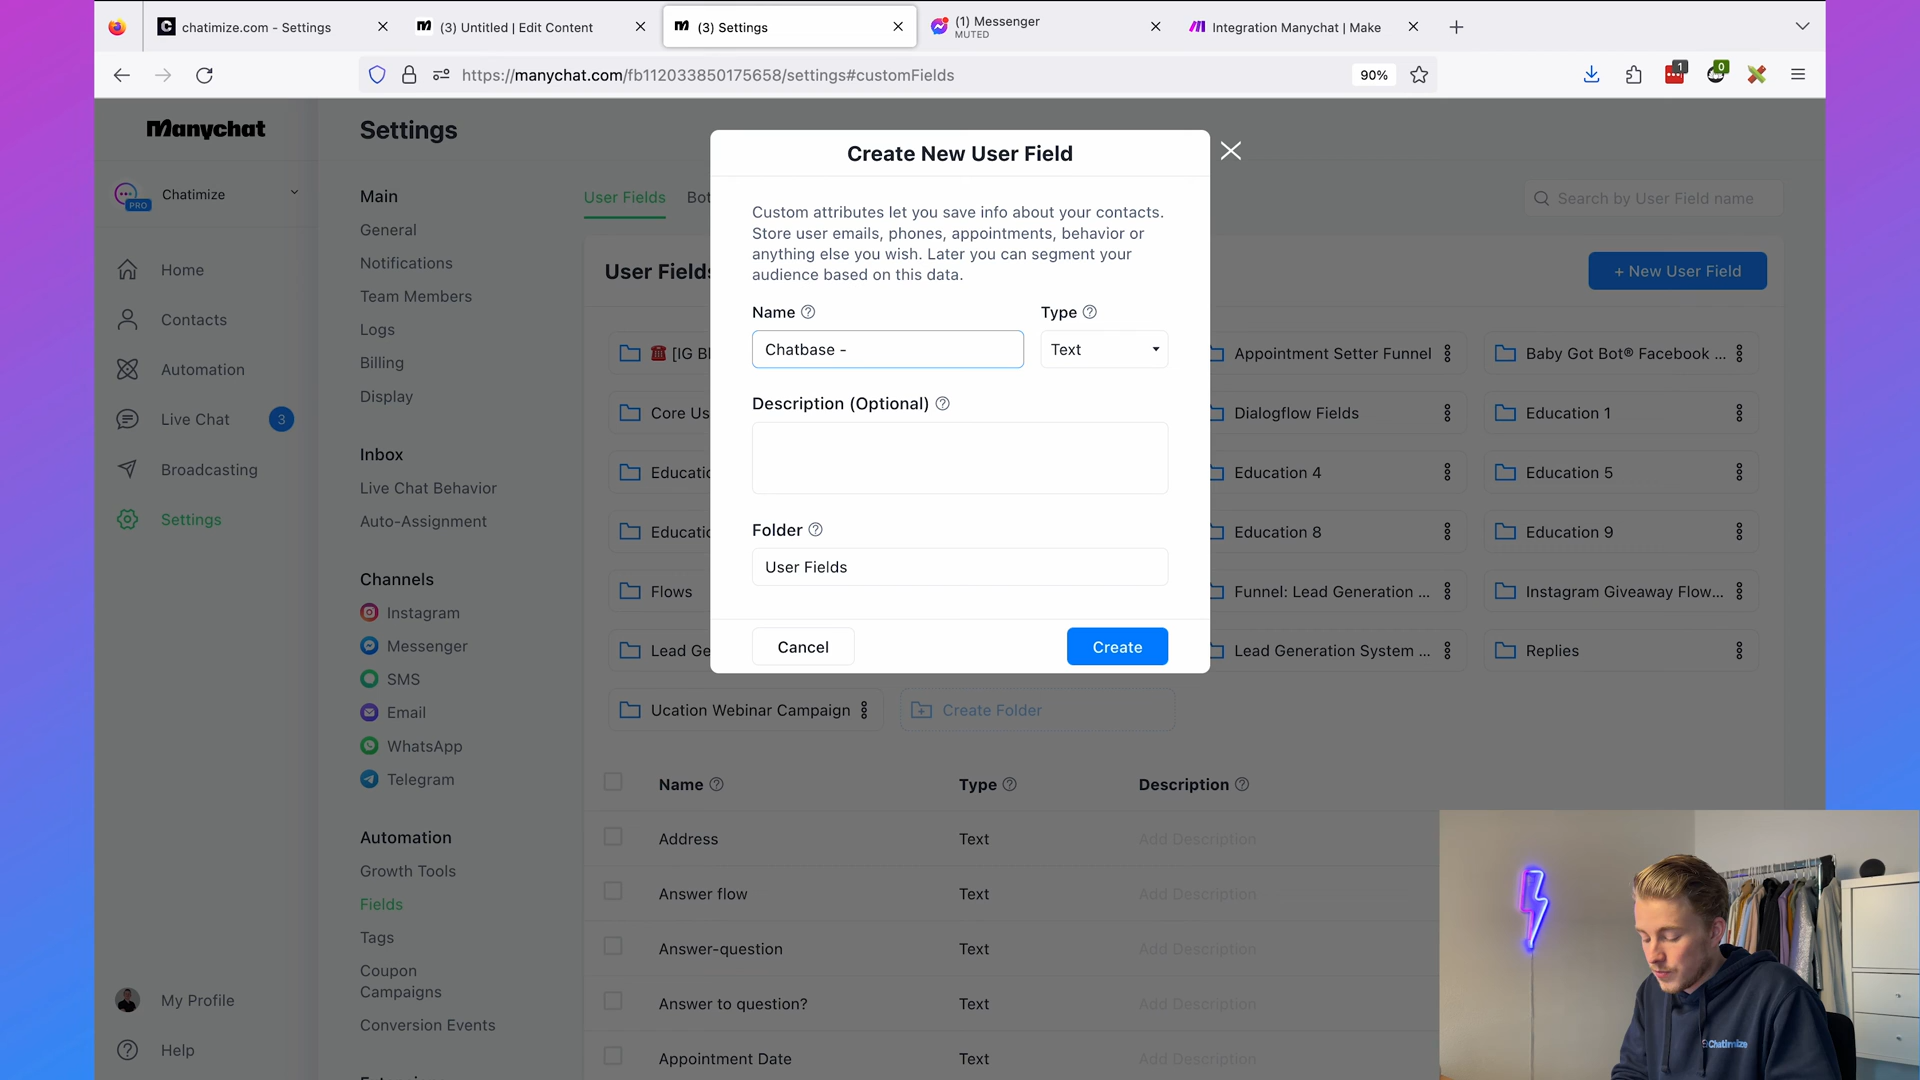 chatimize.com - Settings
(3) Untitled | Edit Content
(3) Settings
(1) Messenger
MUTED
Integration Manychat | Make
https://manychat.com/fb112033850175658/settings#customFields
90%
1
0
Manychat
Chatimize
PRO
Home
Contacts
Automation
Live Chat
3
Broadcasting
Settings
My Profile
Help
Settings
Main
General
Notifications
Team Members
Logs
Billing
Display
Inbox
Live Chat Behavior
Auto-Assignment
Channels
Instagram
Messenger
SMS
Email
WhatsApp
Telegram
Automation
Growth Tools
Fields
Tags
Coupon
Campaigns
Conversion Events
User Fields
Bot
Search by User Field name
User Fields
+ New User Field
[IG B
Appointment Setter Funnel
Baby Got Bot® Facebook ...
Core Us
Dialogflow Fields
Education 1
Educatio
Education 4
Education 5
Educatio
Education 8
Education 9
Flows
Funnel: Lead Generation ...
Instagram Giveaway Flow...
Lead Ge
Lead Generation System ...
Replies
Ucation Webinar Campaign
Create Folder
Name
Type
Description
Address
Text
Add Description
Answer flow
Text
Add Description
Answer-question
Text
Add Description
Answer to question?
Text
Add Description
Appointment Date
Text
Add Description
Create New User Field
Custom attributes let you save info about your contacts.
Store user emails, phones, appointments, behavior or
anything else you wish. Later you can segment your
audience based on this data.
Name
Type
Chatbase -
Text
Description (Optional)
Folder
User Fields
Cancel
Create
Chatimize